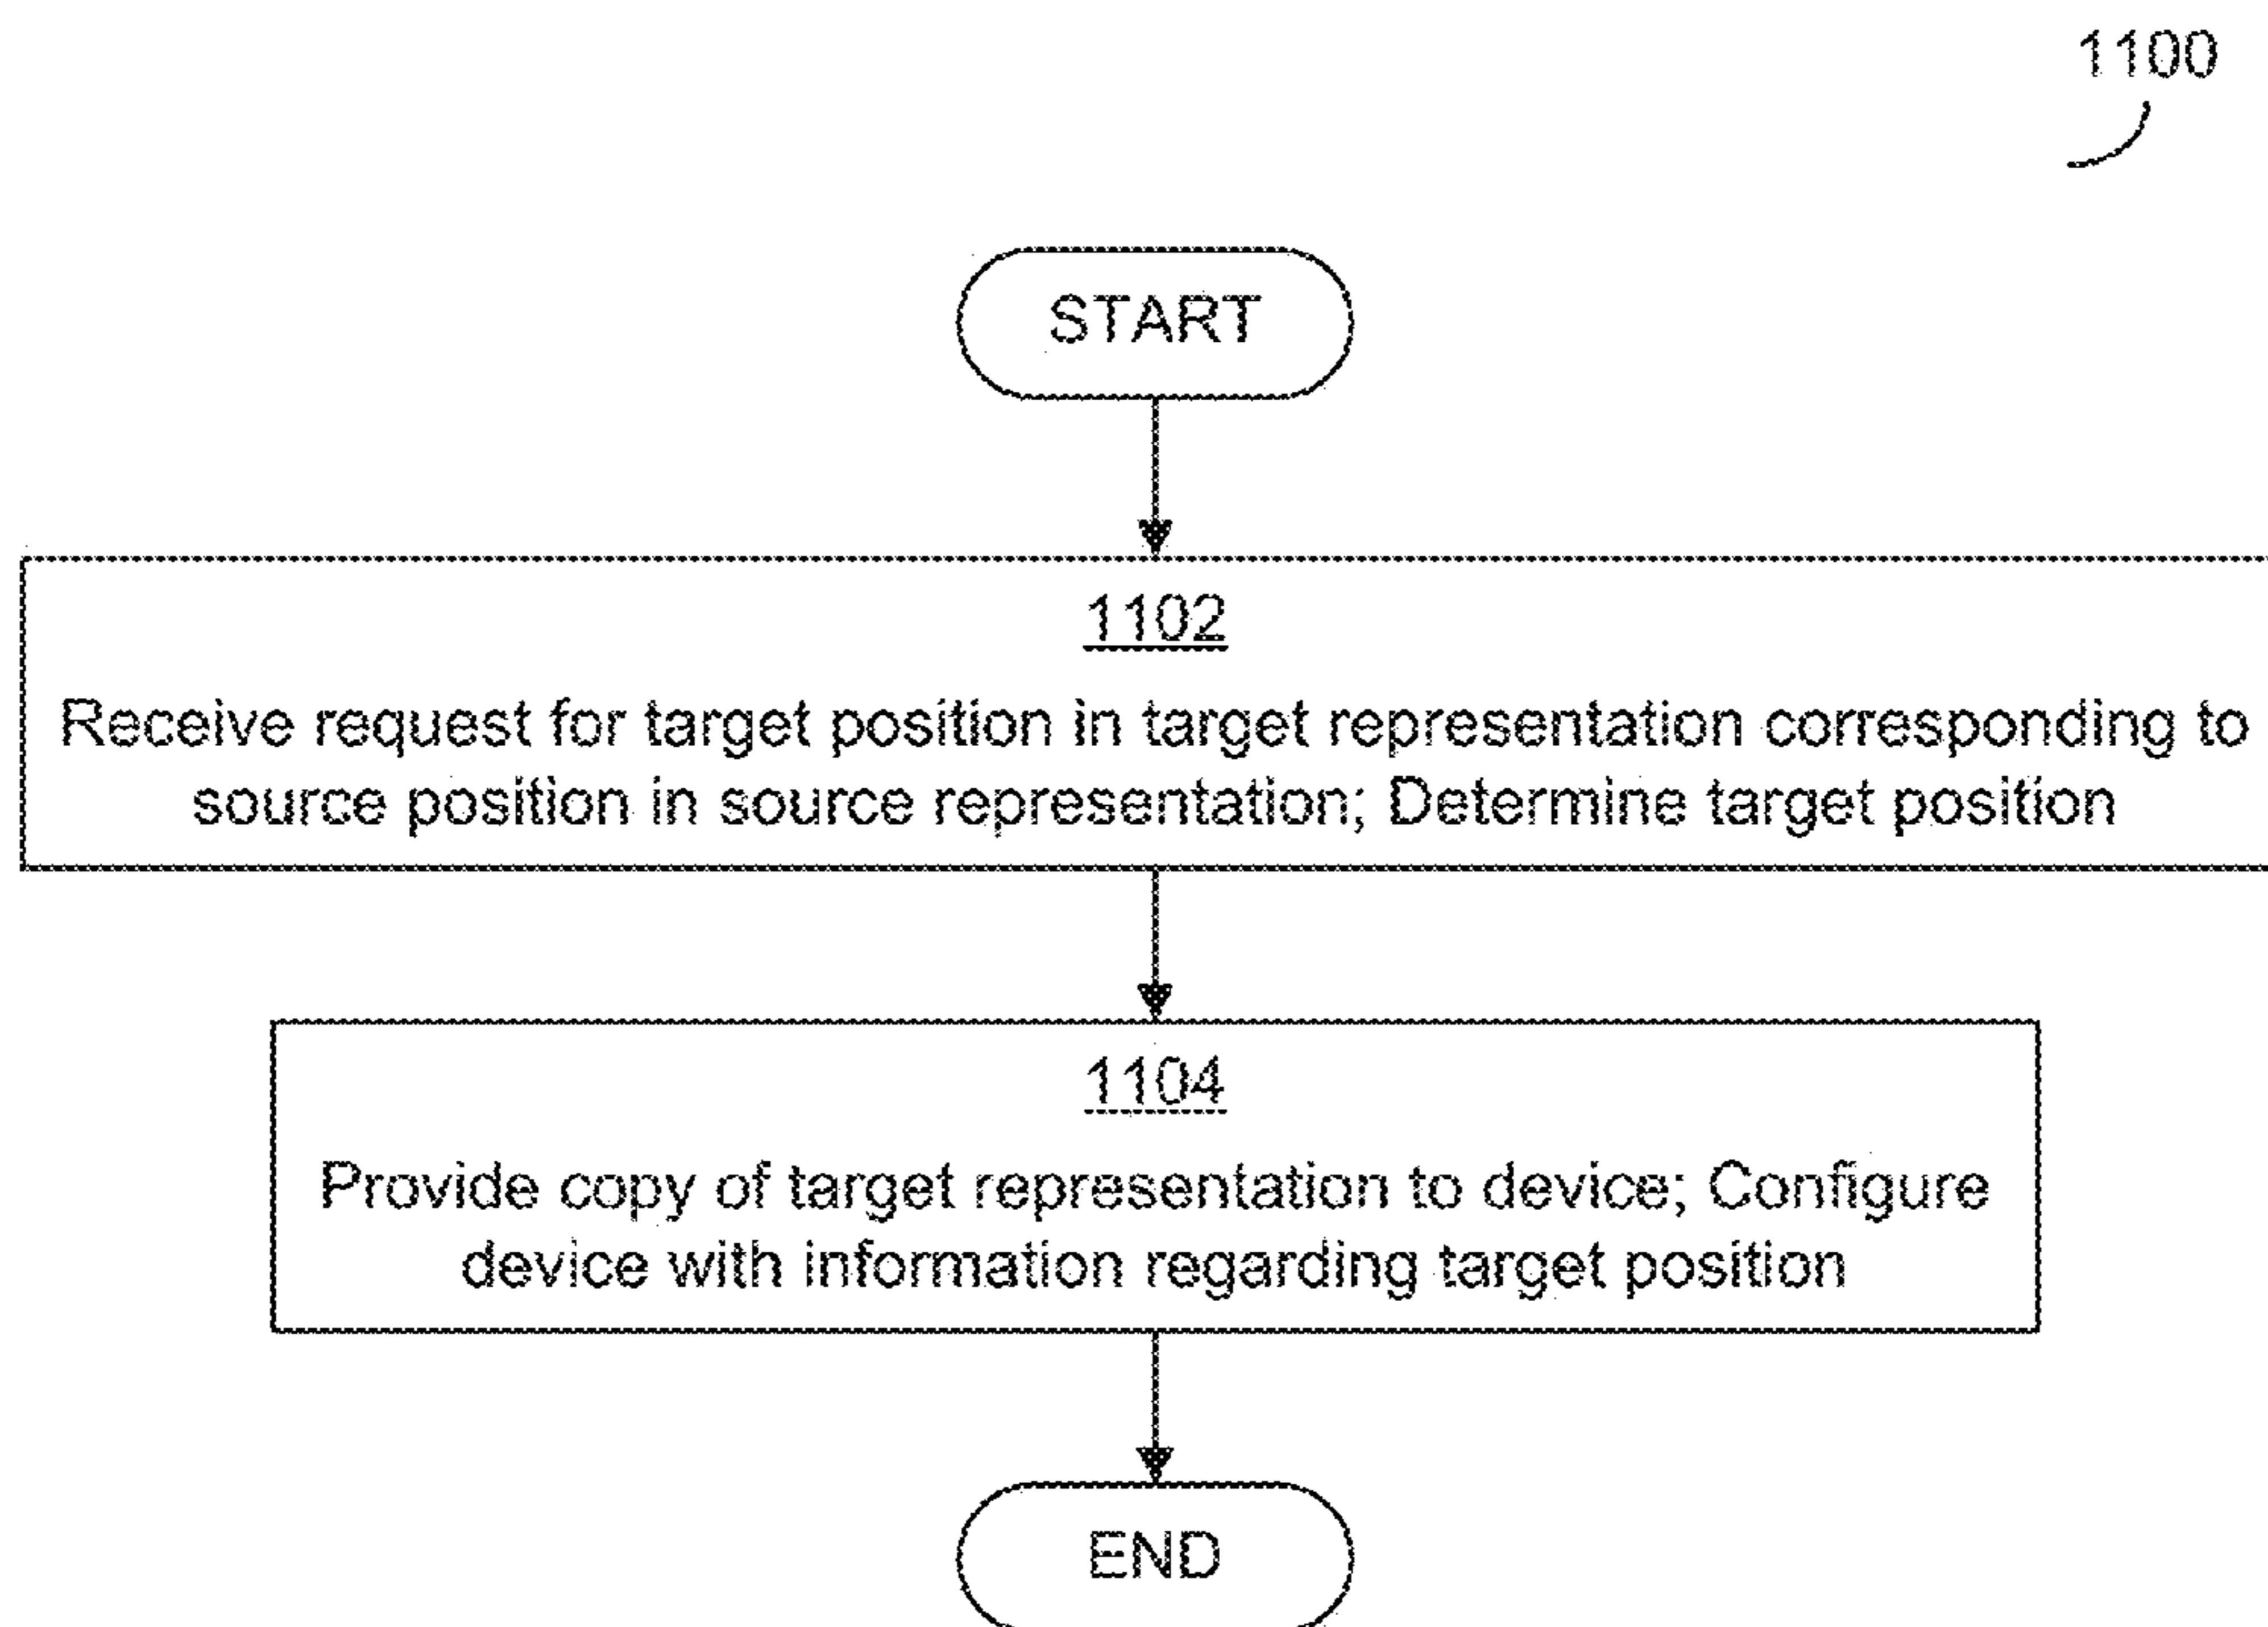 1100
START
1102
Receive request for target position in target representation corresponding to
source position in source representation; Determine target position
1104
Provide copy of target representation to device; Configure
device with information regarding target position
END